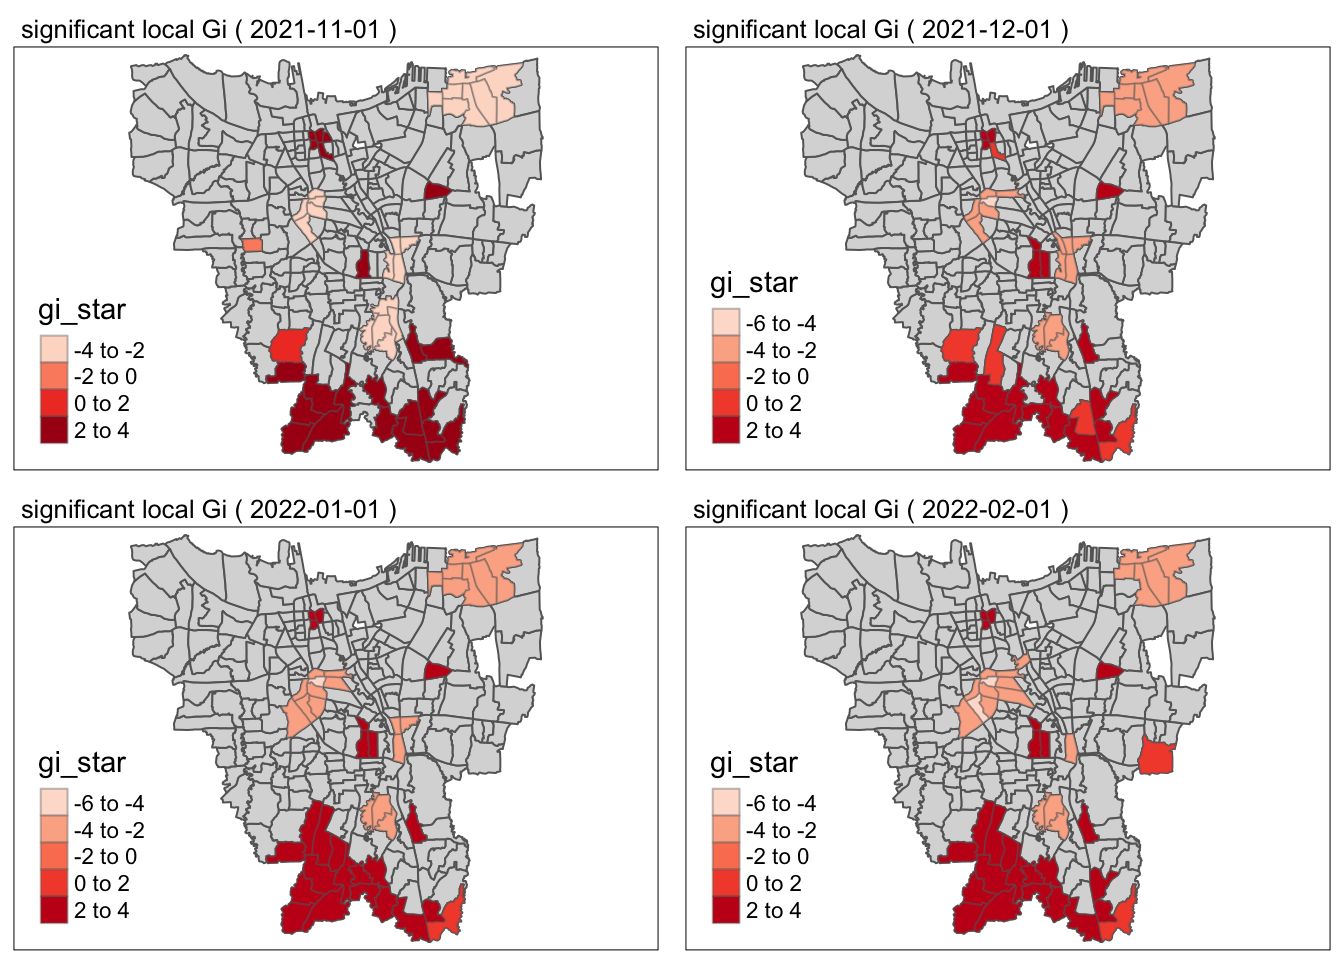 significant local Gi ( 2021-11-01 )
gi_star
-4 to -2
-2 to 0
0 to 2
2 to 4
significant local Gi ( 2021-12-01 )
gi_star
-6 to -4
-4 to -2
-2 to 0
0 to 2
2 to 4
significant local Gi ( 2022-01-01 )
gi_star
-6 to -4
-4 to -2
-2 to 0
0 to 2
2 to 4
significant local Gi ( 2022-02-01 )
gi_star
-6 to -4
-4 to -2
-2 to 0
0 to 2
2 to 4